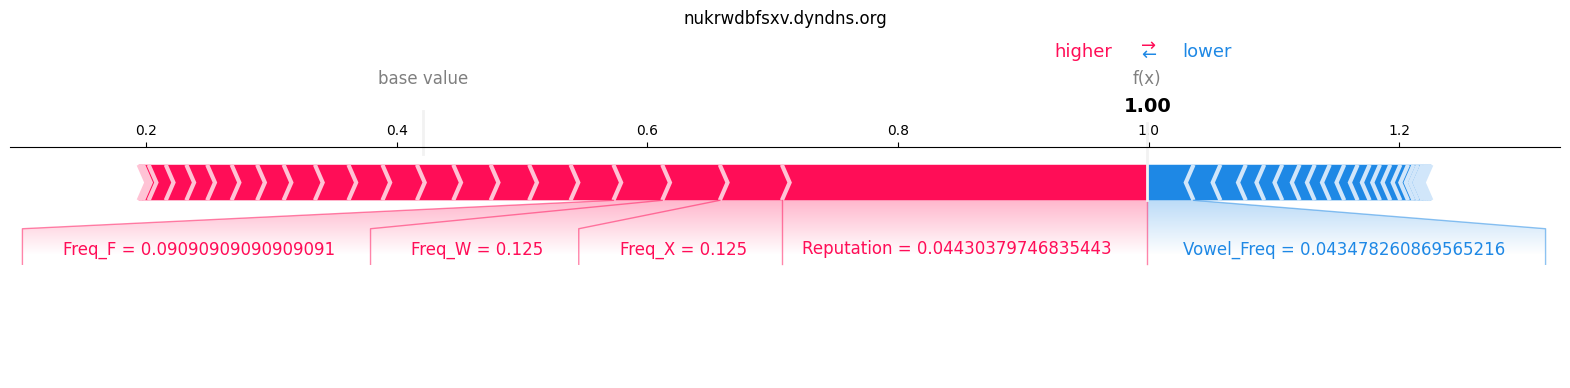 nukrwdbfsxv.dyndns.org
higher → ← lower
base value f(x)
1.00
0.2 0.4 0.6 0.8 1.0 1.2
Freq_F = 0.09090909090909091 Freq_W = 0.125 Freq_X = 0.125 Reputation = 0.04430379746835443 Vowel_Freq = 0.043478260869565216